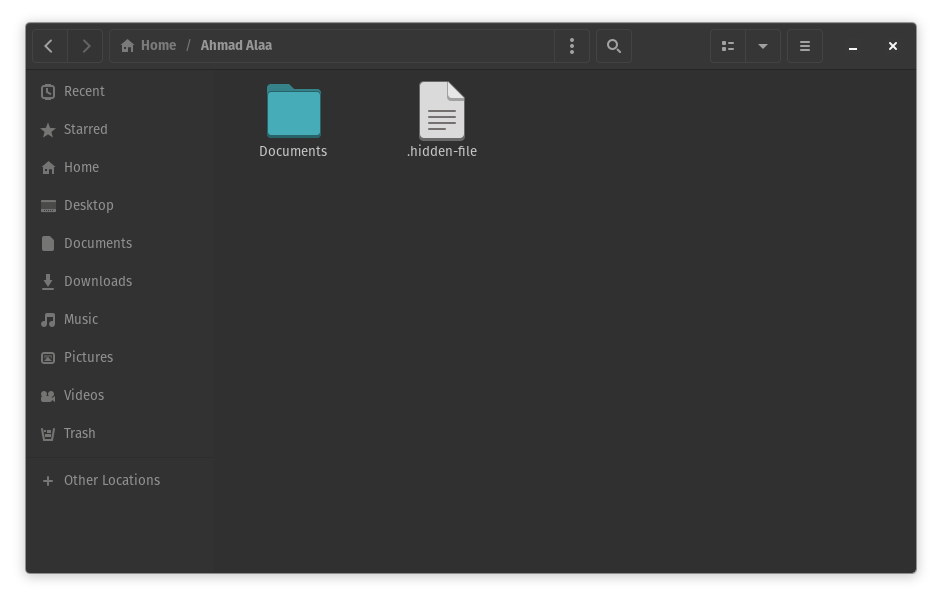 Home / Ahmad Alaa
Recent
Starred
Home
Desktop
Documents
Downloads
Music
Pictures
Videos
Trash
Other Locations
Documents
.hidden-file